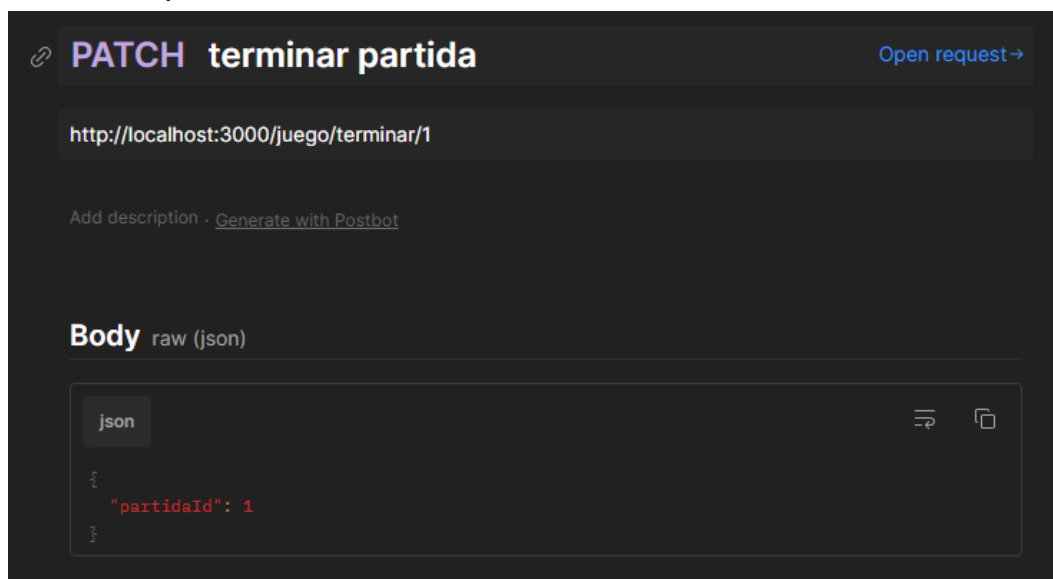 PATCH terminar partida Open request→
http://localhost:3000/juego/terminar/1
Add description · Generate with Postbot
Body raw (json)
json
{
"partidaId": 1
}